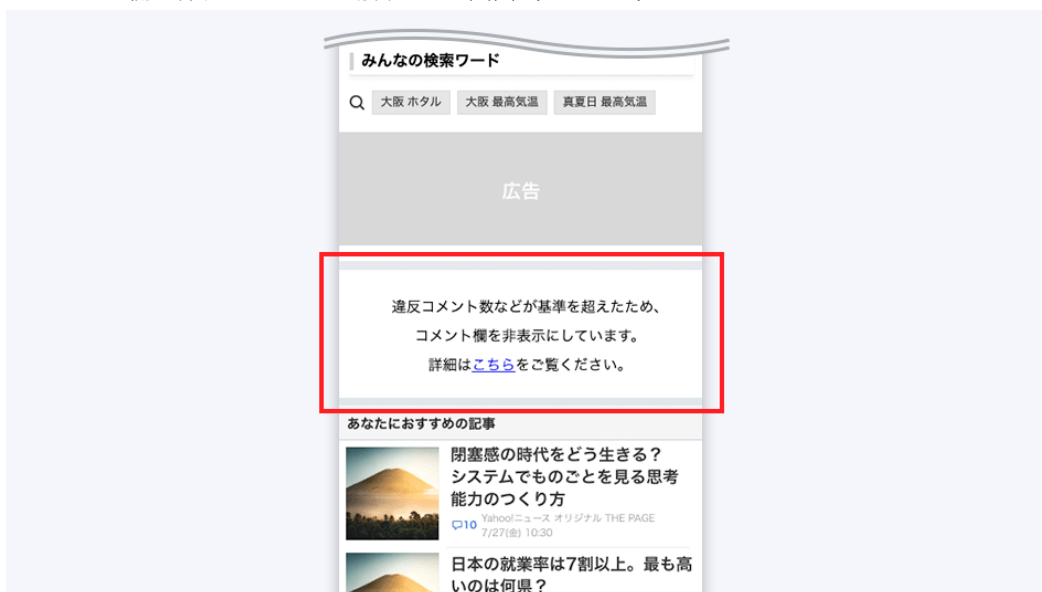 みんなの検索ワード
大阪 ホタル 大阪 最高気温 真夏日 最高気温
広告
違反コメント数などが基準を超えたため、
コメント欄を非表示にしています。
詳細はこちらをご覧ください。
あなたにおすすめの記事
閉塞感の時代をどう生きる?
システムでものごとを見る思考
能力のつくり方
10 Yahoo!ニュース オリジナル THE PAGE
7/27(金) 10:30
日本の就業率は7割以上。最も高
いのは何県?